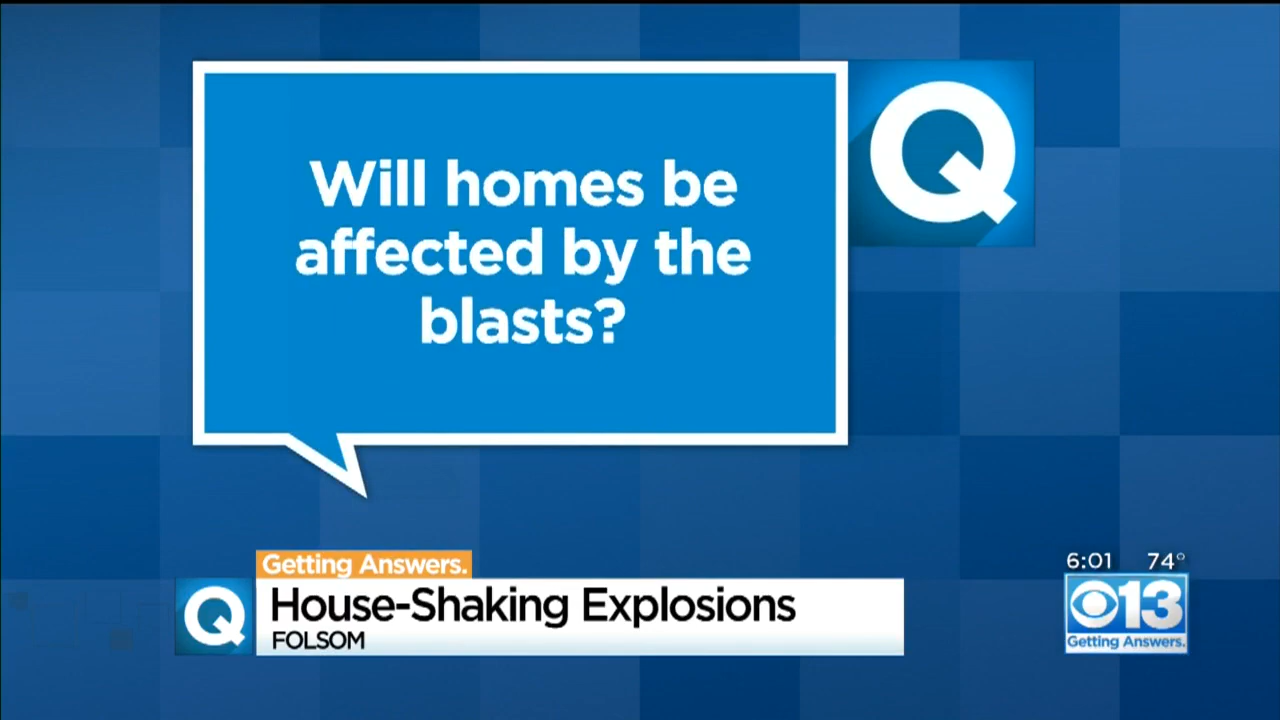 Q
Will homes be
affected by the
blasts?
Getting Answers.
Q
House-Shaking Explosions
FOLSOM
6:01 74°
13
Getting Answers.